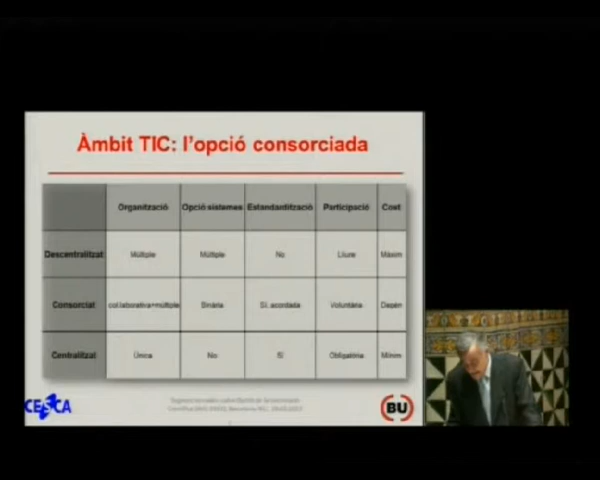 Àmbit TIC: l'opció consorciada
Organització Opció sistemes Estandardització Participació Cost
Descentralitzat Múltiple Múltiple No Lliure Màxim
Consorciat col·laborativa+múltiple Binària Sí, acordada Voluntària Depèn
Centralitzat Única No Sí Obligatòria Mínim
CESCA
BU